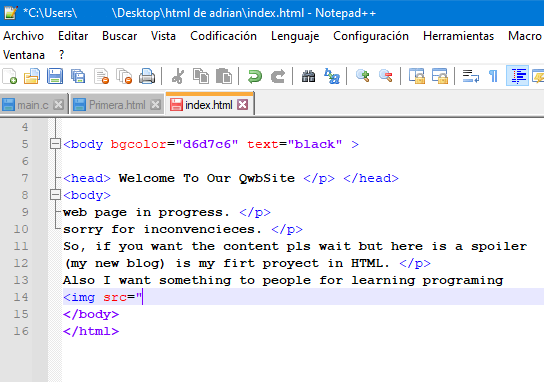 *C:\Users\ \Desktop\html de adrian\index.html - Notepad++
Archivo Editar Buscar Vista Codificación Lenguaje Configuración Herramientas Macro
Ventana ?
main.c Primera.html index.html
4
5 <body bgcolor="d6d7c6" text="black" >
6
7 <head> Welcome To Our QwbSite </p> </head>
8 <body>
9 web page in progress. </p>
10 sorry for inconvencieces. </p>
11 So, if you want the content pls wait but here is a spoiler
12 (my new blog) is my firt proyect in HTML. </p>
13 Also I want something to people for learning programing
14 <img src="
15 </body>
16 </html>